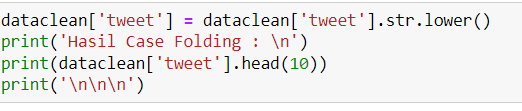 dataclean['tweet'] = dataclean['tweet'].str.lower()
print('Hasil Case Folding : \n')
print(dataclean['tweet'].head(10))
print('\n\n\n')